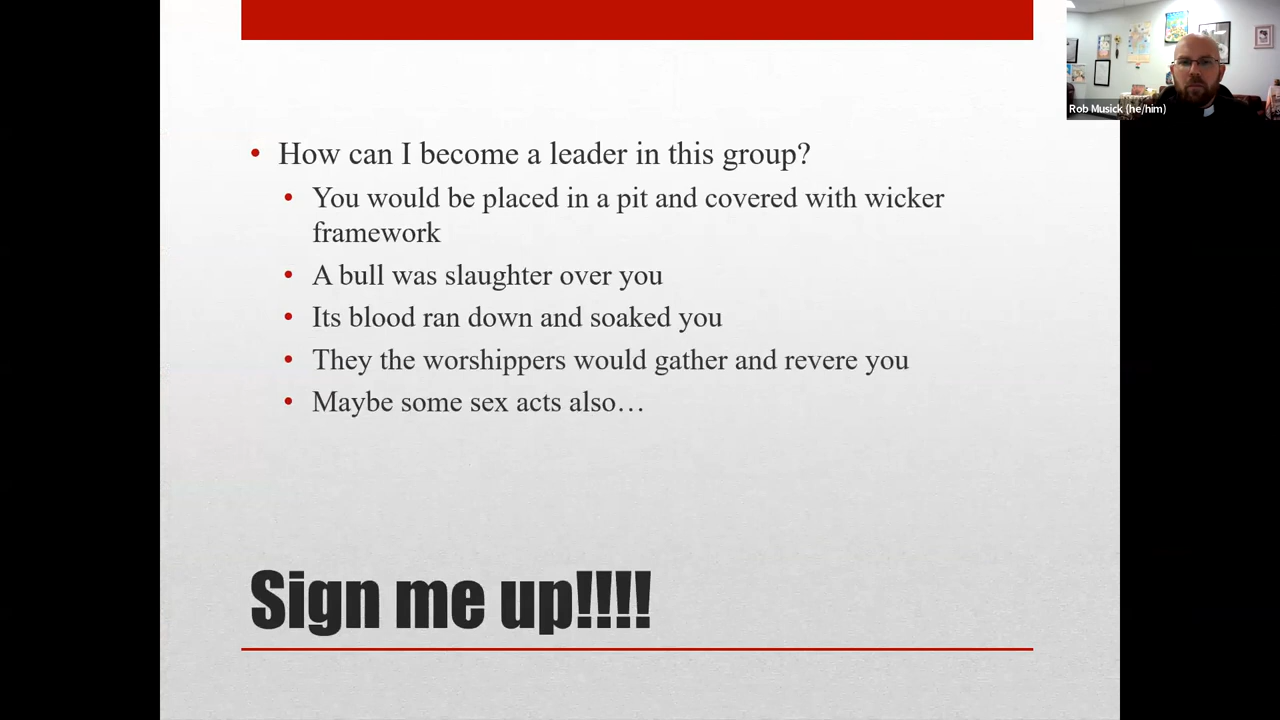 Rob Musick (he/him)
How can I become a leader in this group?
You would be placed in a pit and covered with wicker
framework
A bull was slaughter over you
Its blood ran down and soaked you
They the worshippers would gather and revere you
Maybe some sex acts also…
Sign me up!!!!